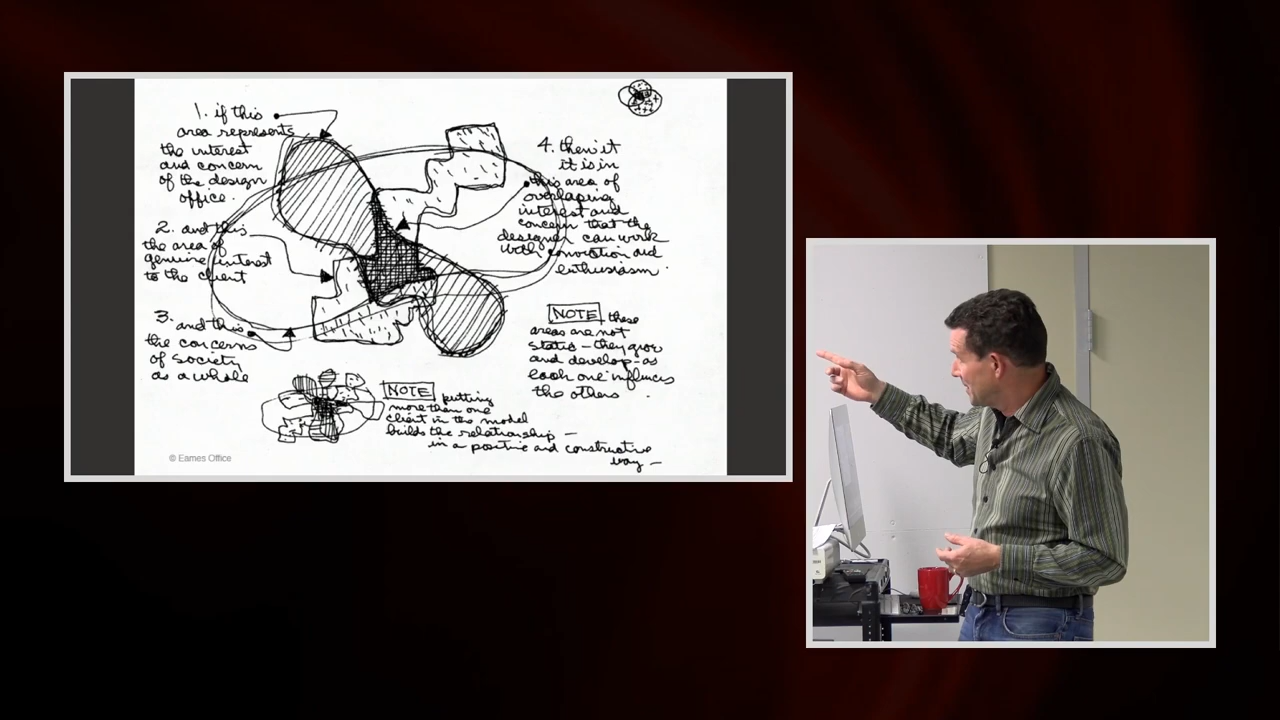 1. if this
area represents
the interest
and concern
of the design
office.
2. and this
the area of
genuine interest
to the client
3. and this
the concerns
of society
as a whole
4. then it
it is in
this area of
overlaping
interest and
concern that the
designer can work
with conviction and
enthusiasm.
NOTE these
areas are not
static – they grow
and develop – as
each one influences
the others.
NOTE putting
more than one
client in the model
builds the relationship –
in a positive and constructive
way –
© Eames Office